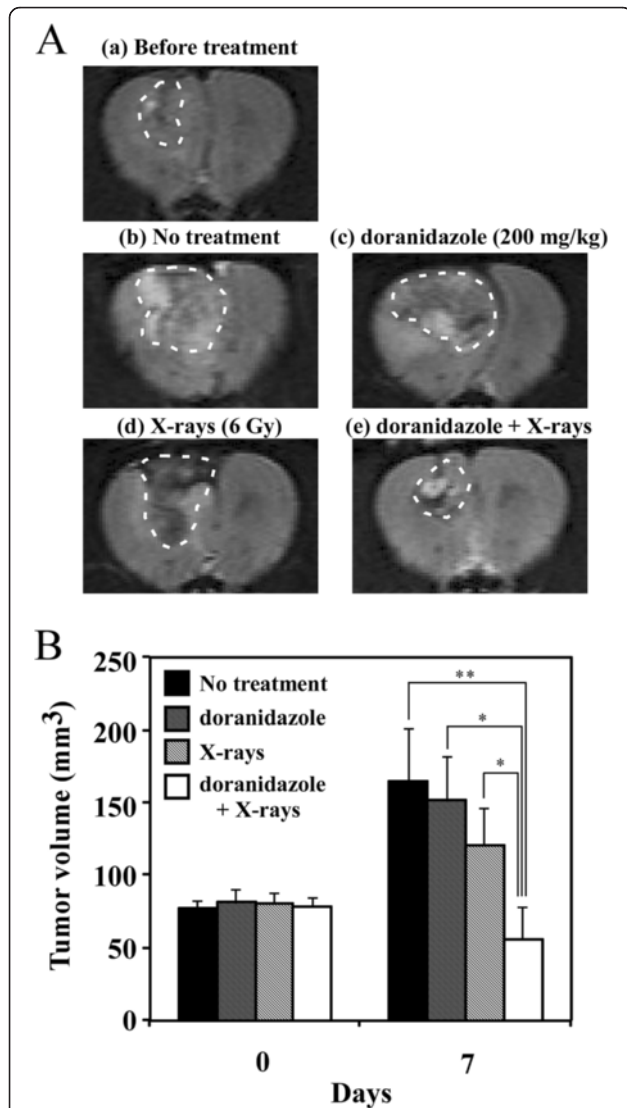 A
(a) Before treatment
(b) No treatment
(c) doranidazole (200 mg/kg)
(d) X-rays (6 Gy)
(e) doranidazole + X-rays
B
Tumor volume (mm3)
250
200
150
100
50
0
No treatment
doranidazole
X-rays
doranidazole
+ X-rays
**
*
*
0
7
Days